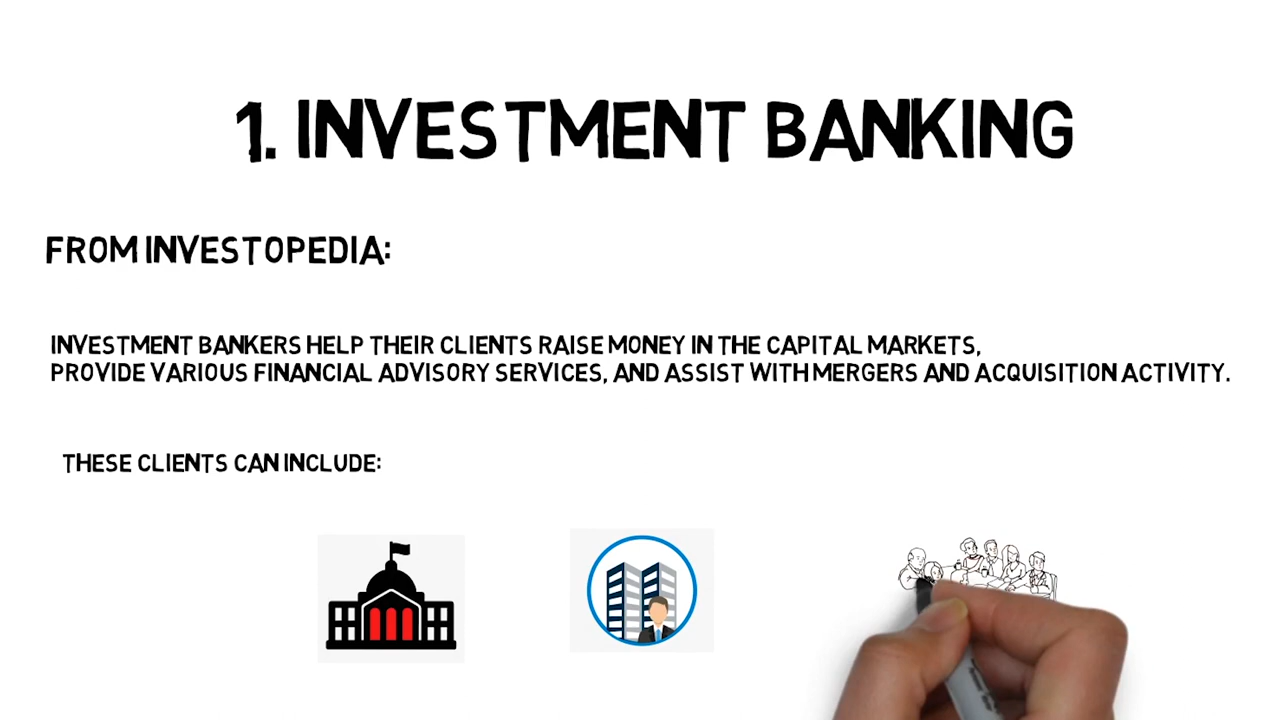 1. INVESTMENT BANKING
FROM INVESTOPEDIA:
INVESTMENT BANKERS HELP THEIR CLIENTS RAISE MONEY IN THE CAPITAL MARKETS,
PROVIDE VARIOUS FINANCIAL ADVISORY SERVICES, AND ASSIST WITH MERGERS AND ACQUISITION ACTIVITY.
THESE CLIENTS CAN INCLUDE: